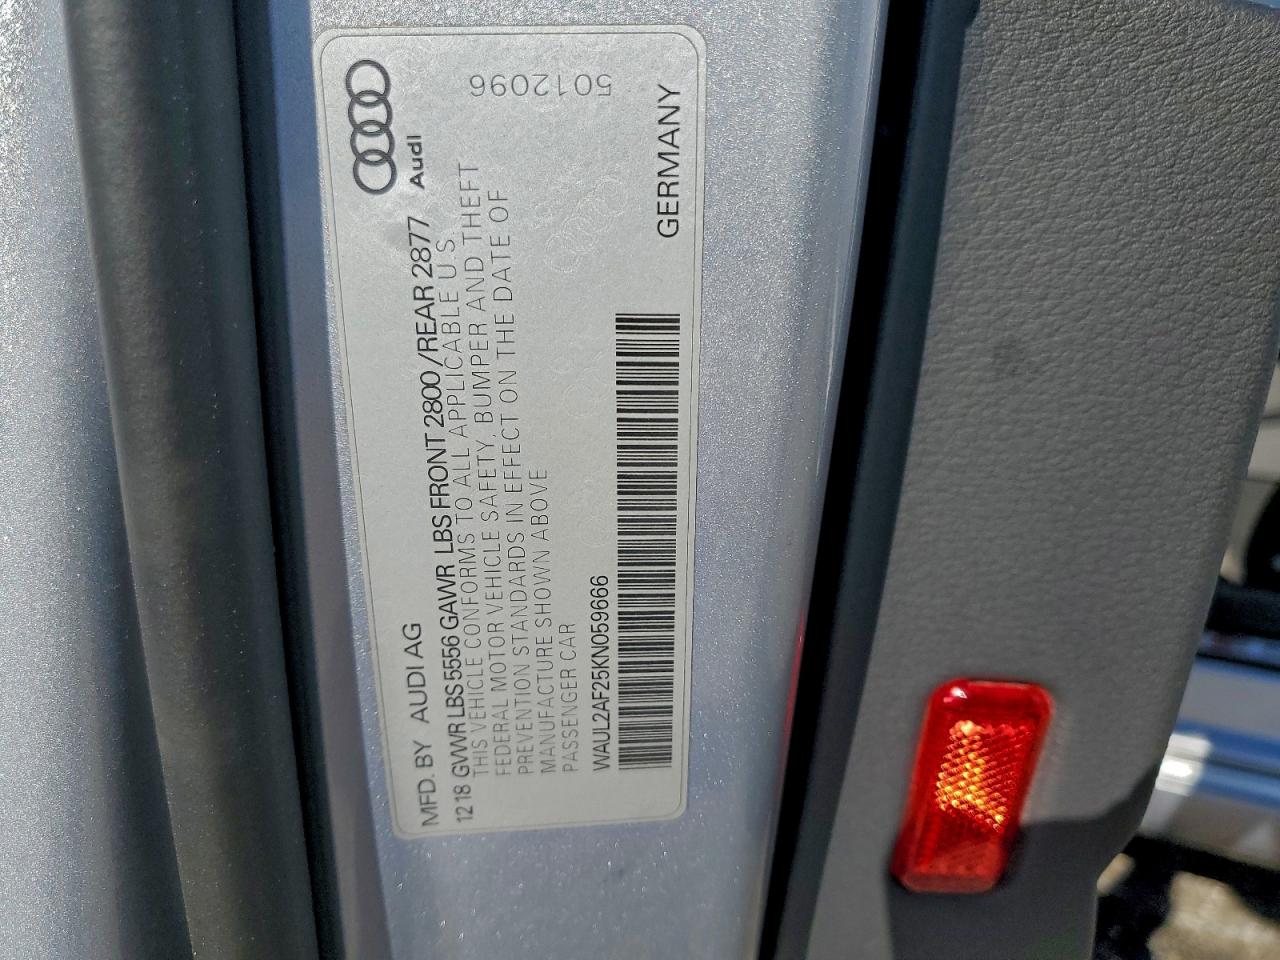 MFD. BY AUDI AG
Audi
12 18 GVWR LBS 5556 GAWR LBS FRONT 2800 /REAR 2877
THIS VEHICLE CONFORMS TO ALL APPLICABLE U S
FEDERAL MOTOR VEHICLE SAFETY, BUMPER AND THEFT
PREVENTION STANDARDS IN EFFECT ON THE DATE OF
MANUFACTURE SHOWN ABOVE
PASSENGER CAR
5012096
WAUL2AF25KN059666
GERMANY